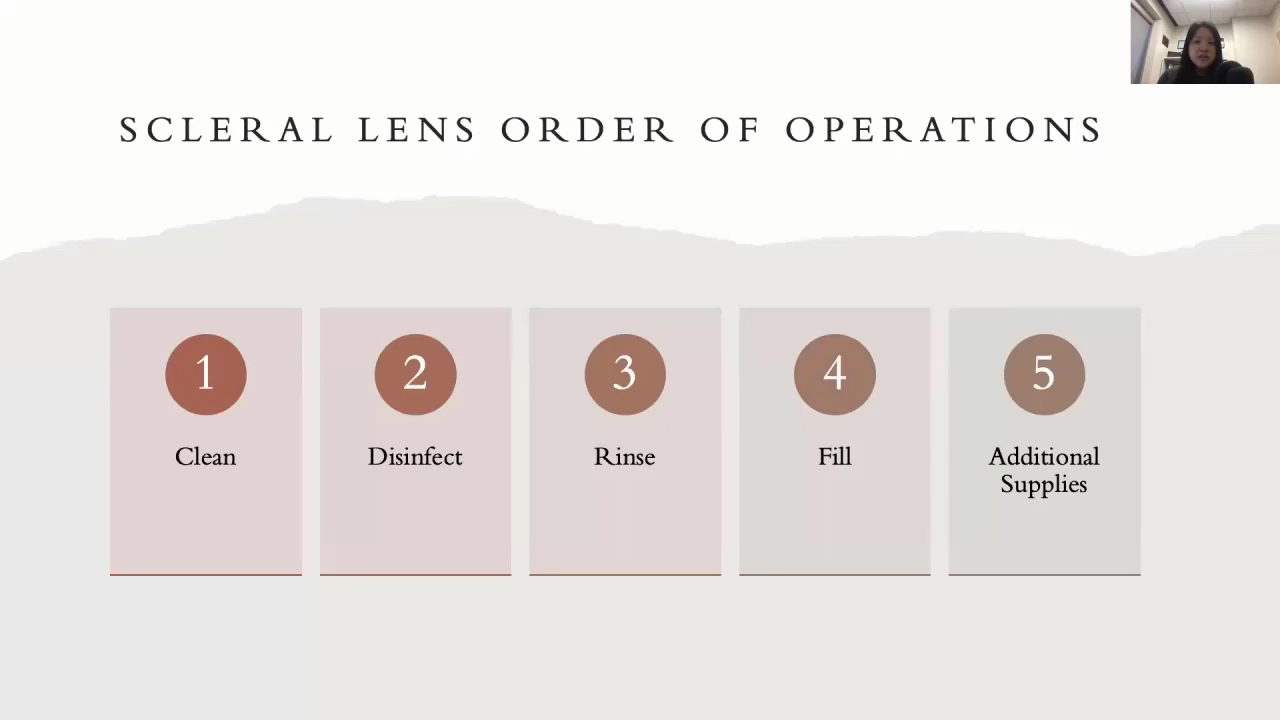 SCLERAL LENS ORDER OF OPERATIONS
1
Clean
2
Disinfect
3
Rinse
4
Fill
5
Additional
Supplies